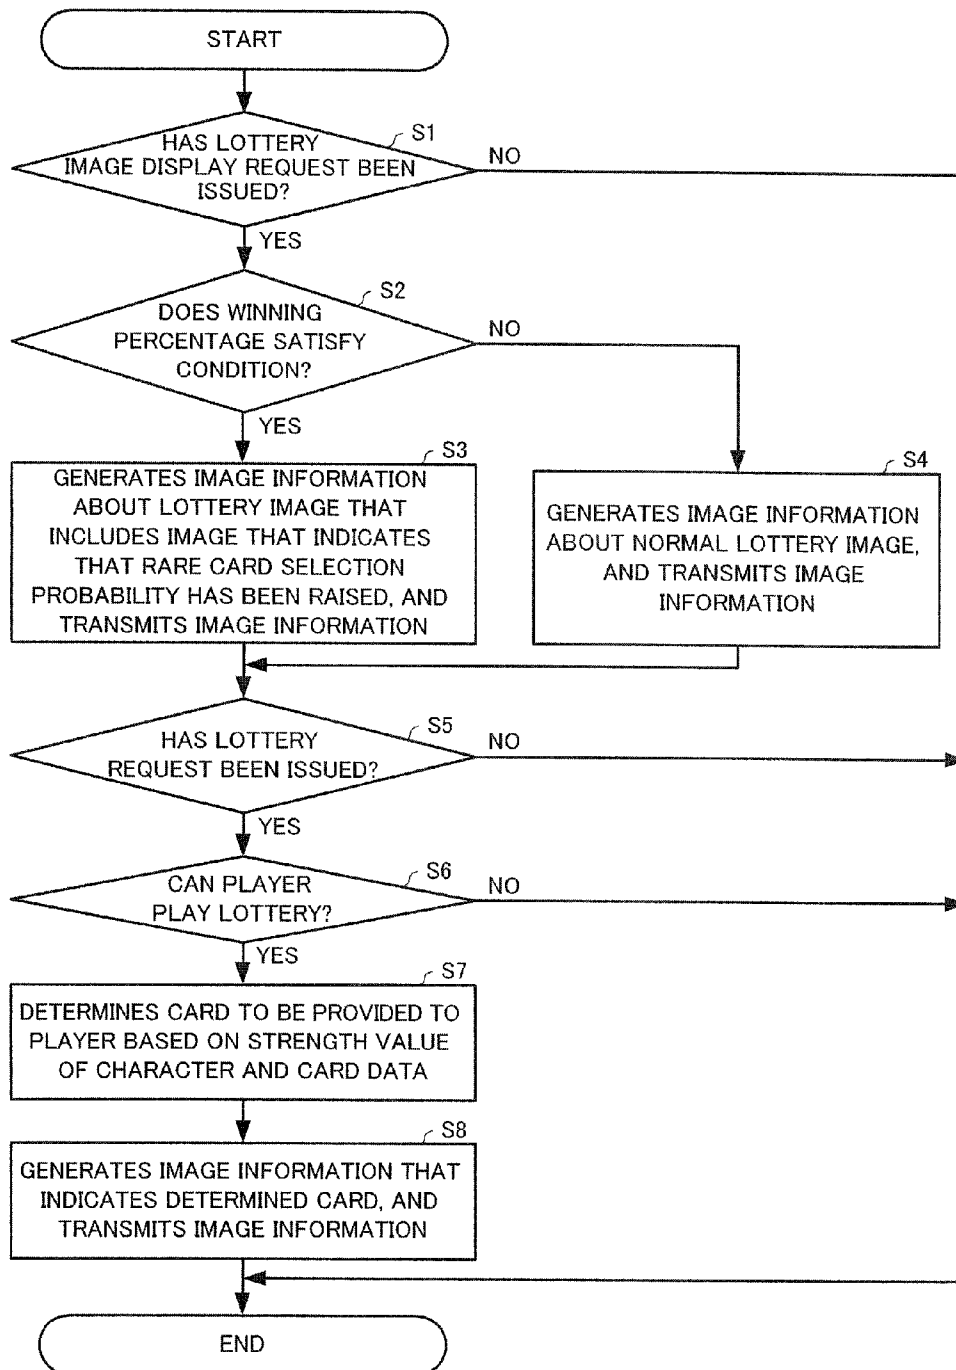 START
S1
HAS LOTTERY
IMAGE DISPLAY REQUEST BEEN
ISSUED?
NO
YES
S2
DOES WINNING
PERCENTAGE SATISFY
CONDITION?
NO
YES
S3
GENERATES IMAGE INFORMATION
ABOUT LOTTERY IMAGE THAT
INCLUDES IMAGE THAT INDICATES
THAT RARE CARD SELECTION
PROBABILITY HAS BEEN RAISED, AND
TRANSMITS IMAGE INFORMATION
S4
GENERATES IMAGE INFORMATION
ABOUT NORMAL LOTTERY IMAGE,
AND TRANSMITS IMAGE
INFORMATION
S5
HAS LOTTERY
REQUEST BEEN ISSUED?
NO
YES
S6
CAN PLAYER
PLAY LOTTERY?
NO
YES
S7
DETERMINES CARD TO BE PROVIDED TO
PLAYER BASED ON STRENGTH VALUE
OF CHARACTER AND CARD DATA
S8
GENERATES IMAGE INFORMATION THAT
INDICATES DETERMINED CARD, AND
TRANSMITS IMAGE INFORMATION
END